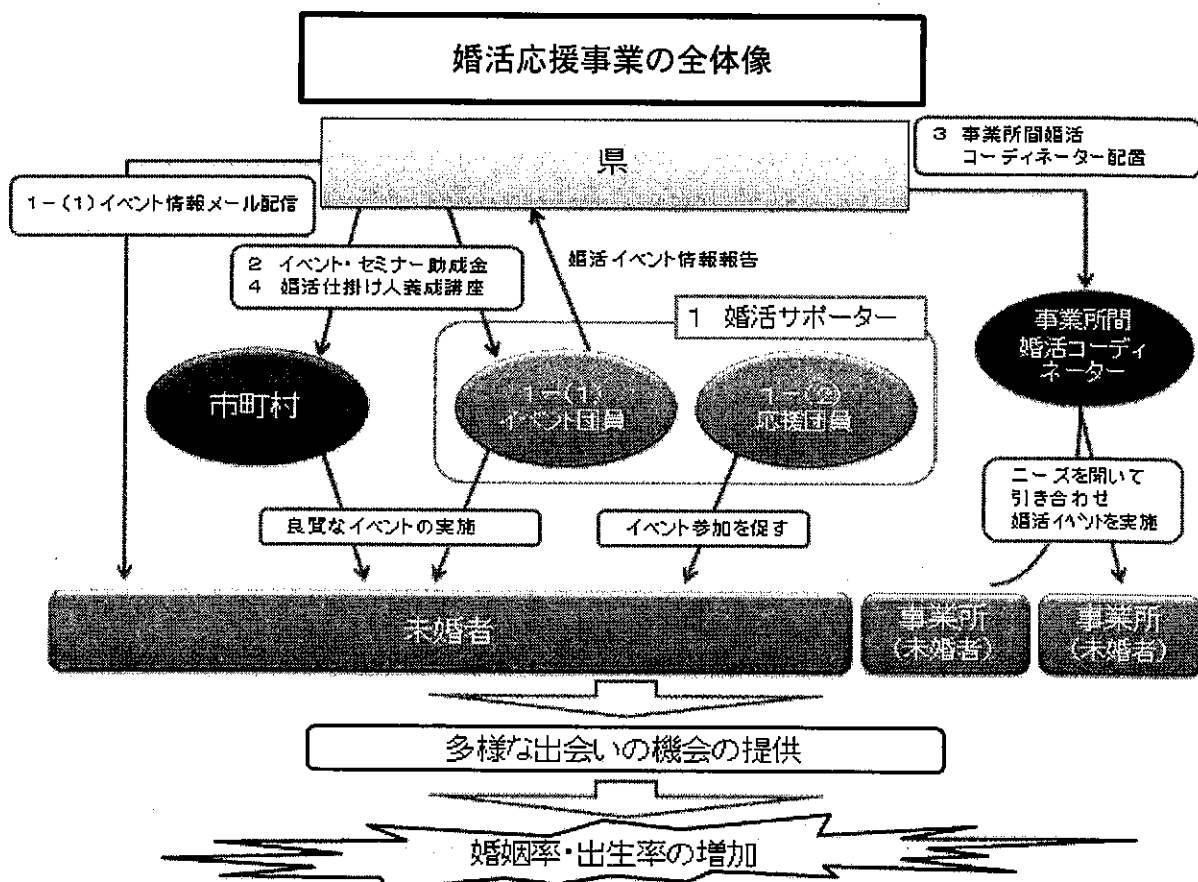 婚活応援事業の全体像
県
3 事業所間婚活
コーディネーター配置
1-(1)イベント情報メール配信
2 イベント・セミナー助成金
4 婚活仕掛け人養成講座
婚活イベント情報報告
1 婚活サポーター
市町村
1-(1)
イベント団員
1-(2)
応援団員
事業所間
婚活コーディ
ネーター
良質なイベントの実施
イベント参加を促す
ニーズを聞いて
引き合わせ
婚活イベントを実施
未婚者
事業所
(未婚者)
事業所
(未婚者)
多様な出会いの機会の提供
婚姻率・出生率の増加